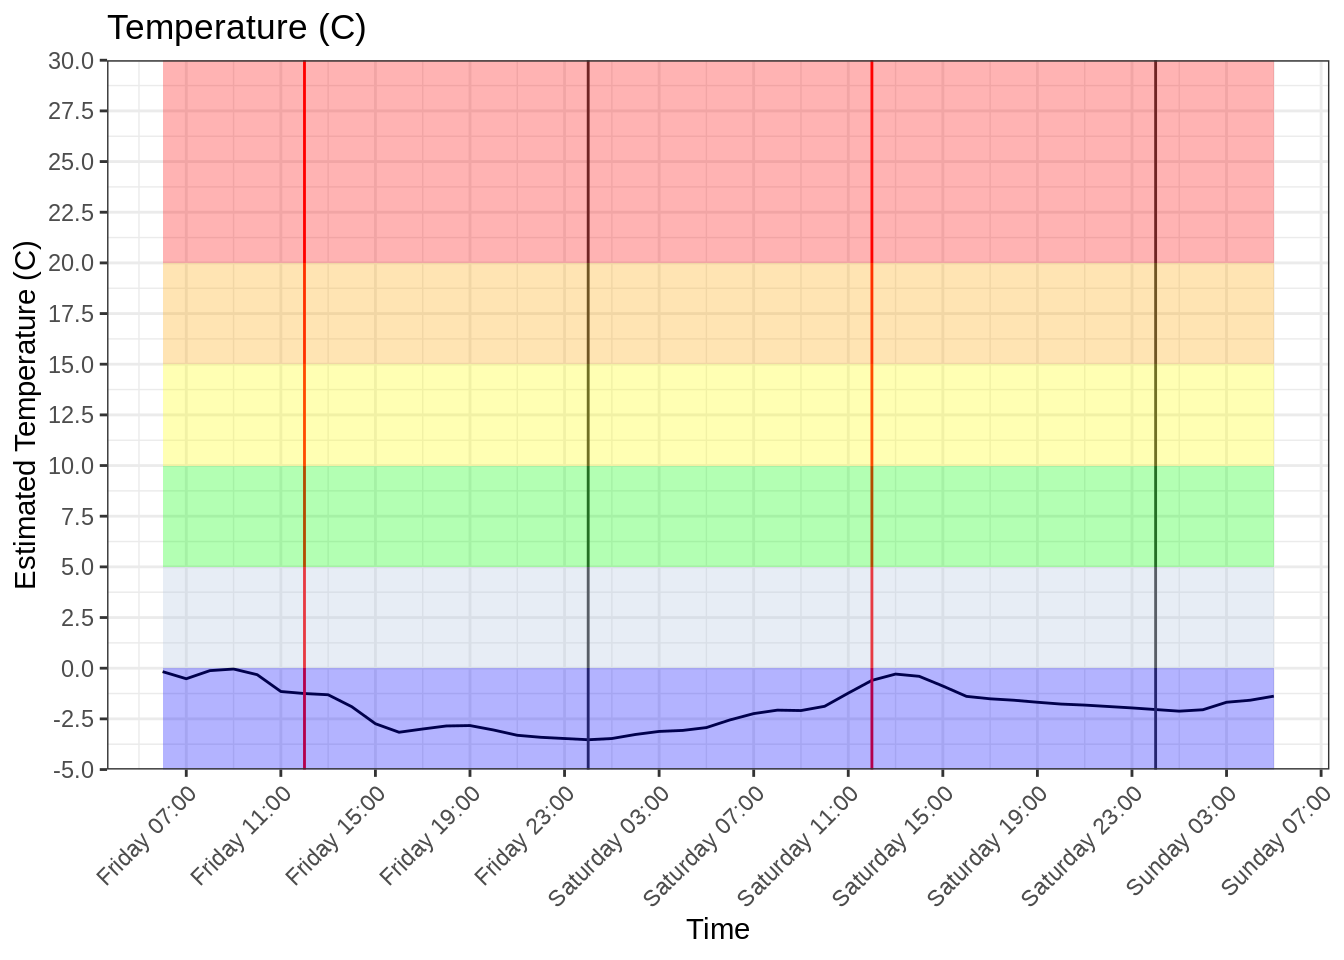 Temperature (C)
Estimated Temperature (C)
30.0
27.5
25.0
22.5
20.0
17.5
15.0
12.5
10.0
7.5
5.0
2.5
0.0
-2.5
-5.0
Friday 07:00
Friday 11:00
Friday 15:00
Friday 19:00
Friday 23:00
Saturday 03:00
Saturday 07:00
Saturday 11:00
Saturday 15:00
Saturday 19:00
Saturday 23:00
Sunday 03:00
Sunday 07:00
Time